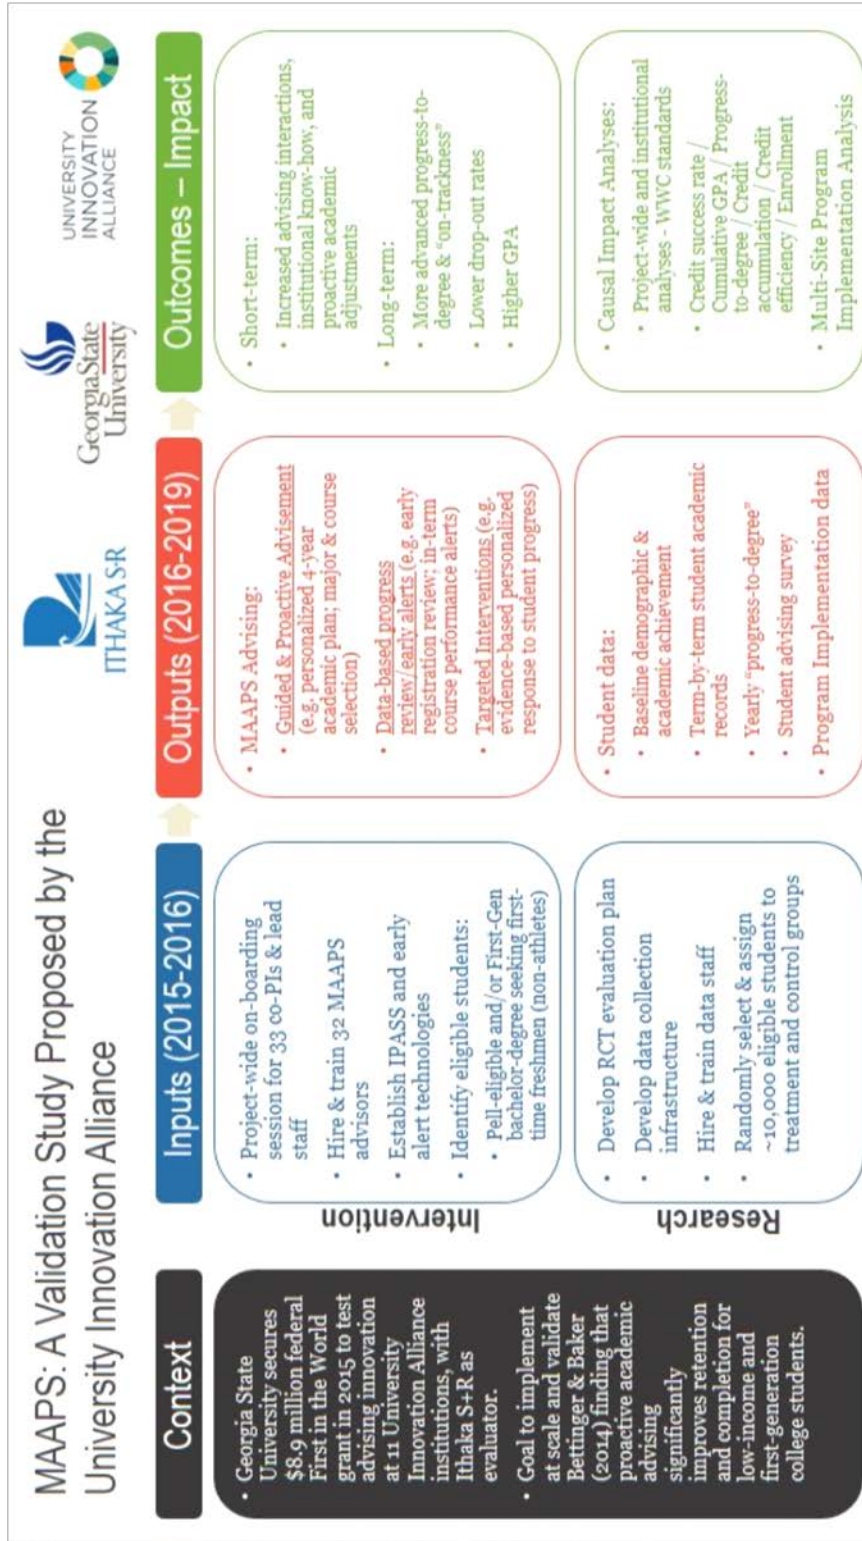 MAAPS: A Validation Study Proposed by the
University Innovation Alliance
ITHAKA S·R
GeorgiaState
University
UNIVERSITY
INNOVATION
ALLIANCE
Context
• Georgia State
University secures
$8.9 million federal
First in the World
grant in 2015 to test
advising innovation
at 11 University
Innovation Alliance
institutions, with
Ithaka S+R as
evaluator.
• Goal to implement
at scale and validate
Bettinger & Baker
(2014) finding that
proactive academic
advising
significantly
improves retention
and completion for
low-income and
first-generation
college students.
Intervention
Research
Inputs (2015-2016)
• Project-wide on-boarding
session for 33 co-PIs & lead
staff
• Hire & train 32 MAAPS
advisors
• Establish IPASS and early
alert technologies
• Identify eligible students:
• Pell-eligible and/or First-Gen
bachelor-degree seeking first-
time freshmen (non-athletes)
• Develop RCT evaluation plan
• Develop data collection
infrastructure
• Hire & train data staff
• Randomly select & assign
~10,000 eligible students to
treatment and control groups
Outputs (2016-2019)
• MAAPS Advising:
• Guided & Proactive Advisement
(e.g. personalized 4-year
academic plan; major & course
selection)
• Data-based progress
review/early alerts (e.g. early
registration review; in-term
course performance alerts)
• Targeted Interventions (e.g.
evidence-based personalized
response to student progress)
• Student data:
• Baseline demographic &
academic achievement
• Term-by-term student academic
records
• Yearly "progress-to-degree"
• Student advising survey
• Program Implementation data
Outcomes – Impact
• Short-term:
• Increased advising interactions,
institutional know-how, and
proactive academic
adjustments
• Long-term:
• More advanced progress-to-
degree & "on-trackness"
• Lower drop-out rates
• Higher GPA
• Causal Impact Analyses:
• Project-wide and institutional
analyses - WWC standards
• Credit success rate /
Cumulative GPA / Progress-
to-degree / Credit
accumulation / Credit
efficiency / Enrollment
• Multi-Site Program
Implementation Analysis